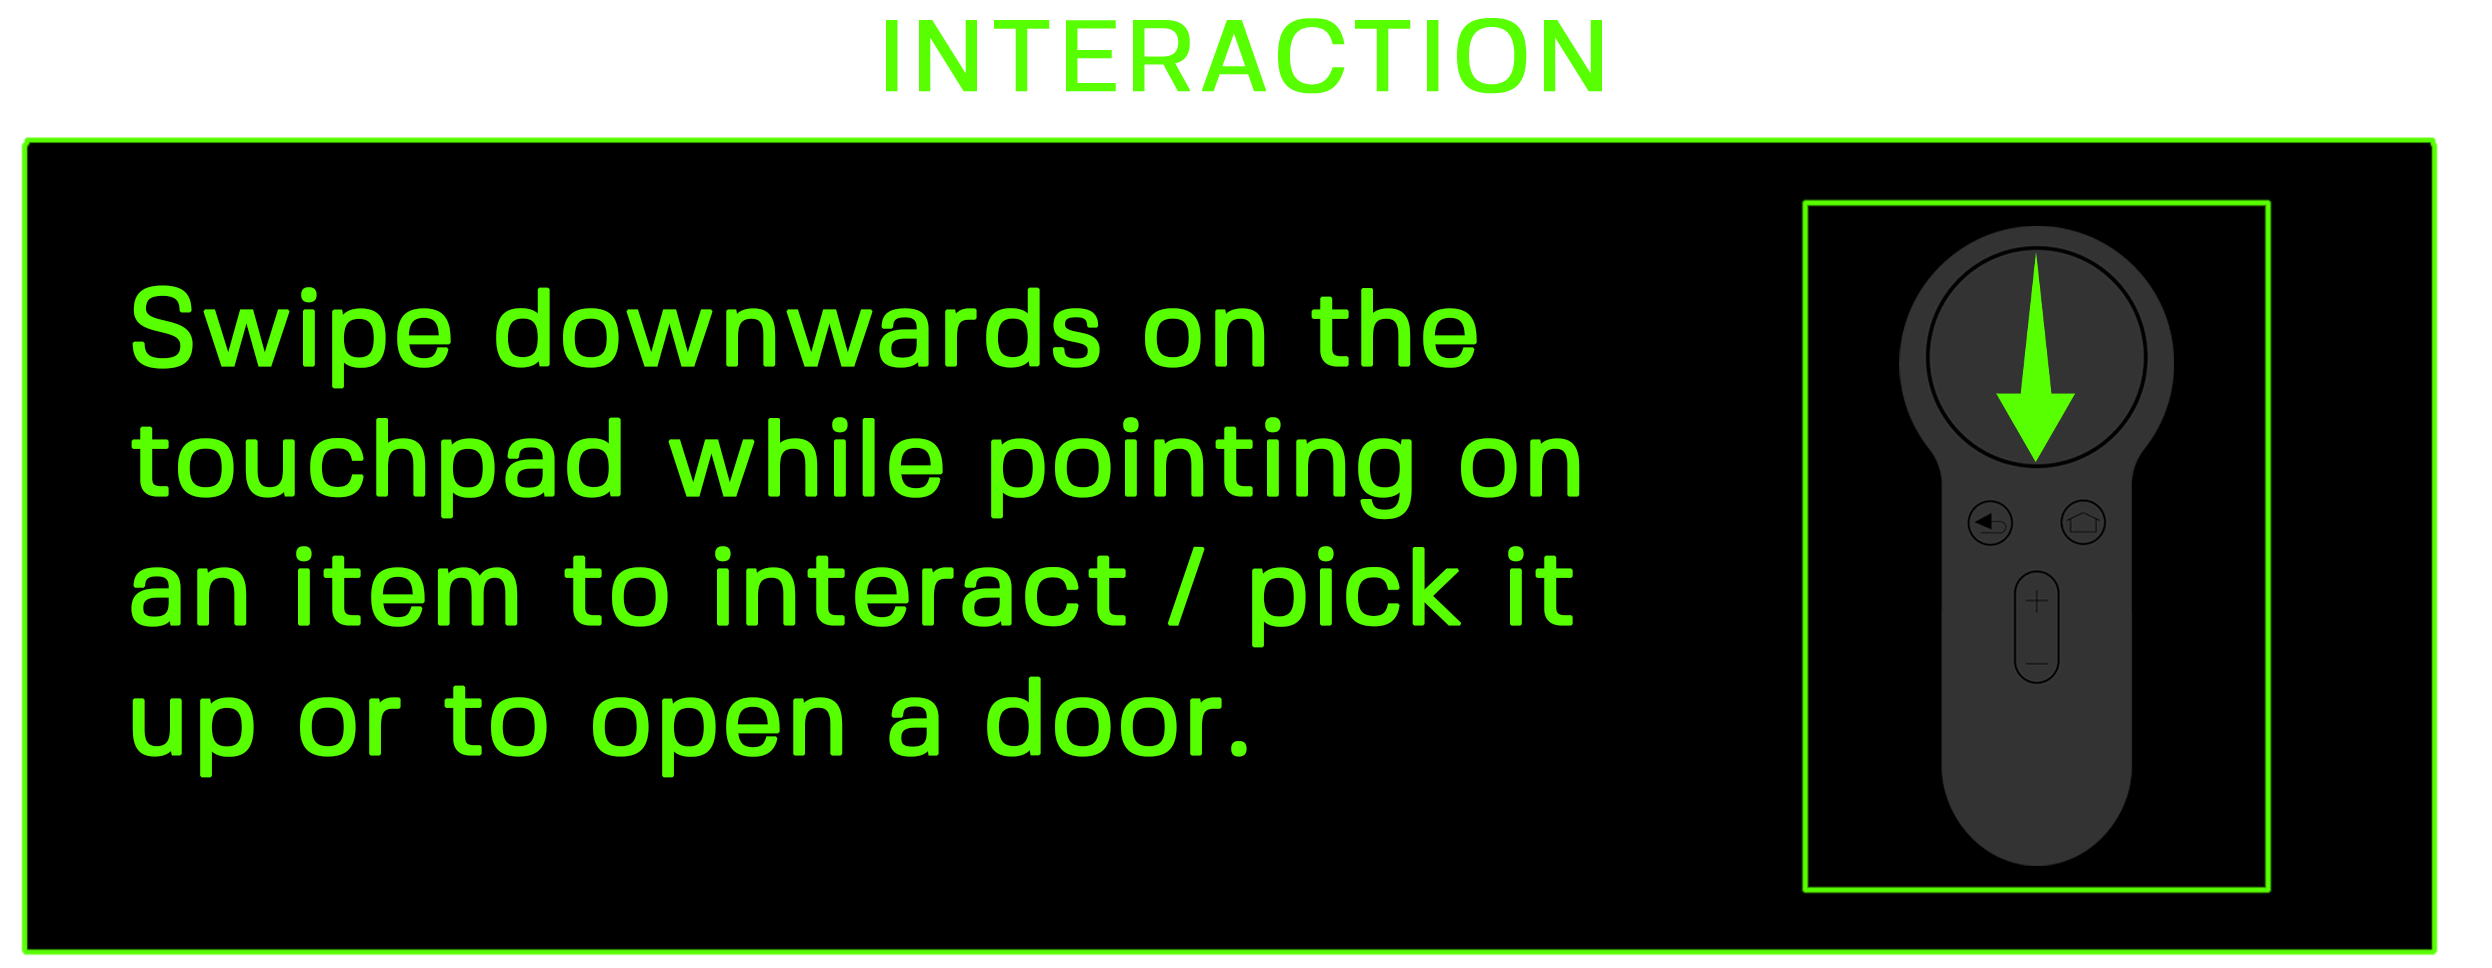 INTERACTION
Swipe downwards on the
touchpad while pointing on
an item to interact / pick it
up or to open a door.
+
–